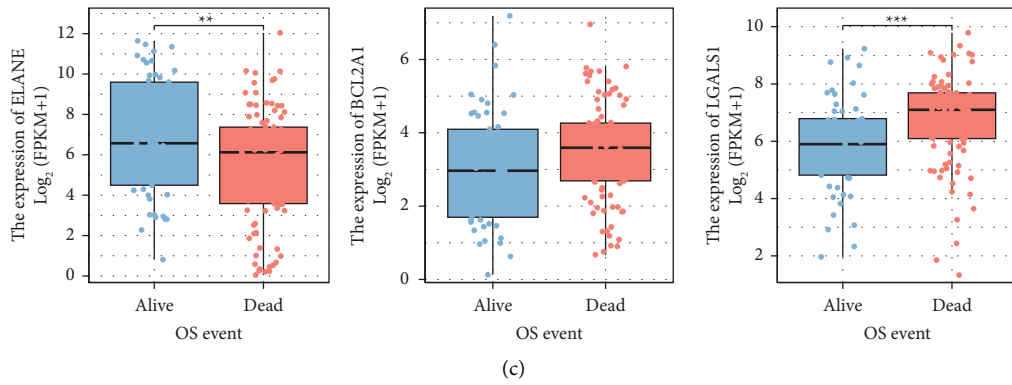 The expression of ELANE
Log2 (FPKM+1)
12
10
8
6
4
2
0
**
Alive
Dead
OS event
The expression of BCL2A1
Log2 (FPKM+1)
6
4
2
0
Alive
Dead
OS event
The expression of LGALS1
Log2 (FPKM+1)
10
8
6
4
2
***
Alive
Dead
OS event
(c)